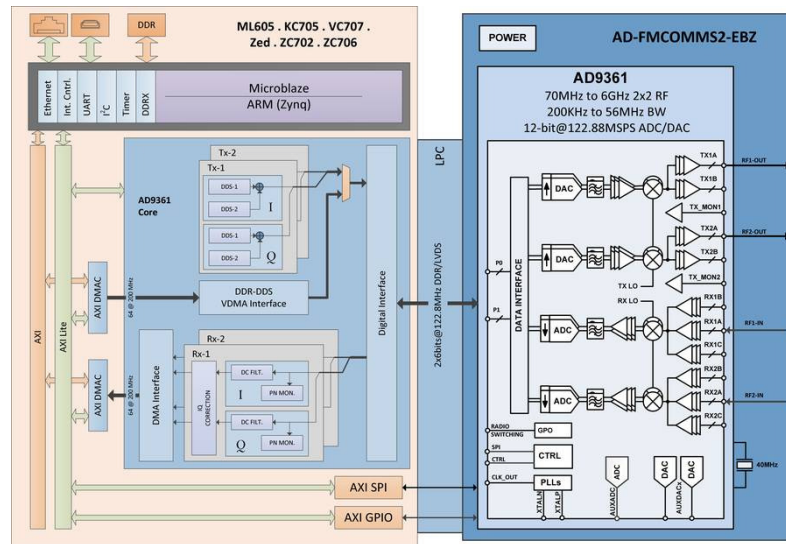 ML605 . KC705 . VC707 .
Zed . ZC702 . ZC706
DDR
Ethernet
Int. Cntrl.
UART
I²C
Timer
DDRX
Microblaze
ARM (Zynq)
AXI
AXI Lite
AD9361
Core
Tx-2
Tx-1
DDS-1
DDS-2
I
DDS-1
DDS-2
Q
AXI DMAC
64 @ 200 MHz
DDR-DDS
VDMA Interface
Digital Interface
AXI DMAC
64 @ 200 MHz
DMA Interface
Rx-2
Rx-1
IQ
CORRECTION
DC FILT.
I
PN MON.
DC FILT.
Q
PN MON.
AXI SPI
AXI GPIO
LPC
2x6bits@122.8MHz DDR/LVDS
POWER
AD-FMCOMMS2-EBZ
AD9361
70MHz to 6GHz 2x2 RF
200KHz to 56MHz BW
12-bit@122.88MSPS ADC/DAC
P0
P1
DATA INTERFACE
DAC
DAC
ADC
ADC
TX1A
TX1B
TX_MON1
TX2A
TX2B
TX_MON2
TX LO
RX LO
RX1B
RX1A
RX1C
RX2B
RX2A
RX2C
RF1-OUT
RF2-OUT
RF1-IN
RF2-IN
RADIO
SWITCHING
GPO
SPI
CTRL
CTRL
CLK_OUT
PLLs
XTALN
XTALP
AUXADC
ADC
AUXDACx
DAC
DAC
40MHz